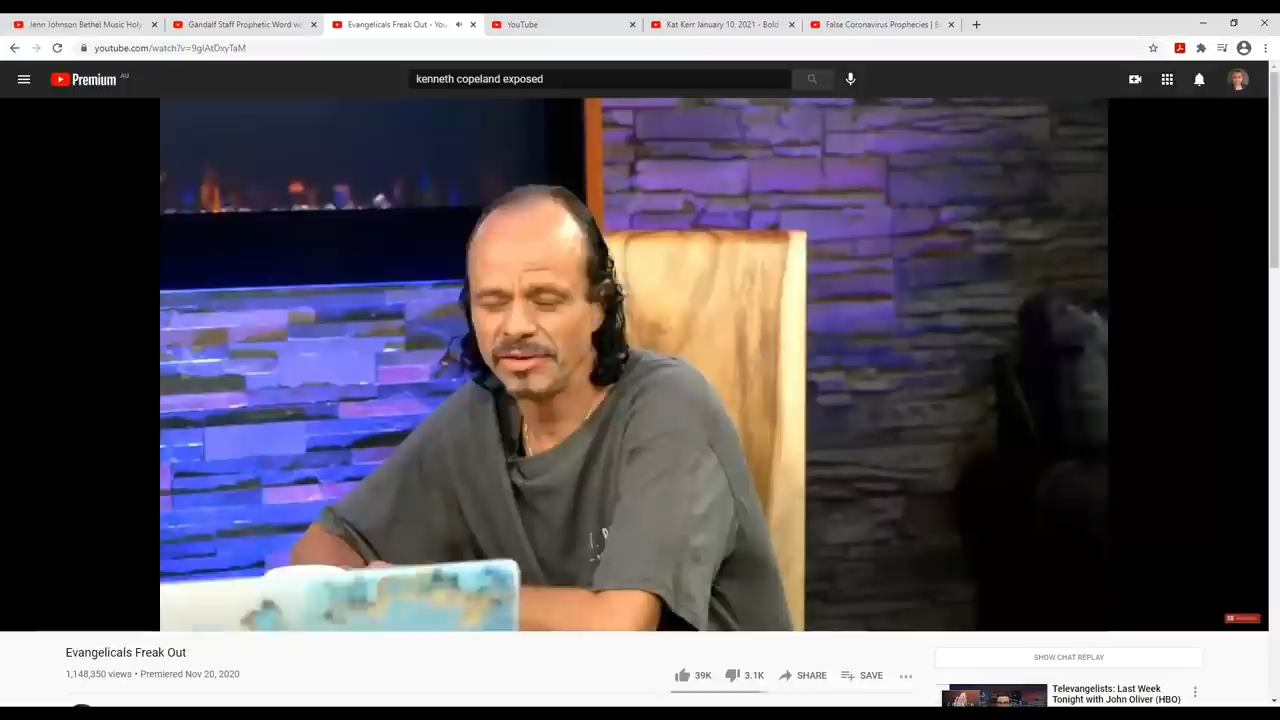 Jenn Johnson Bethel Music Holy
Gandalf Staff Prophetic Word wi
Evangelicals Freak Out - You
YouTube
Kat Kerr January 10, 2021 - Bold
False Coronavirus Prophecies | B
youtube.com/watch?v=9glAtDxyTaM
Premium AU
kenneth copeland exposed
Evangelicals Freak Out
1,148,350 views • Premiered Nov 20, 2020
39K
3.1K
SHARE
SAVE
SHOW CHAT REPLAY
Televangelists: Last Week
Tonight with John Oliver (HBO)